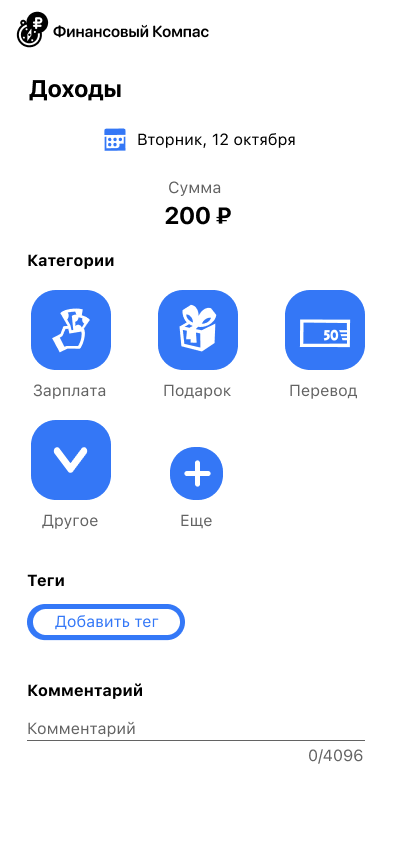 Финансовый Компас
Доходы
Вторник, 12 октября
Сумма
200 ₽
Категории
50
Зарплата Подарок Перевод
Другое Еще
Теги
Добавить тег
Комментарий
Комментарий
0/4096